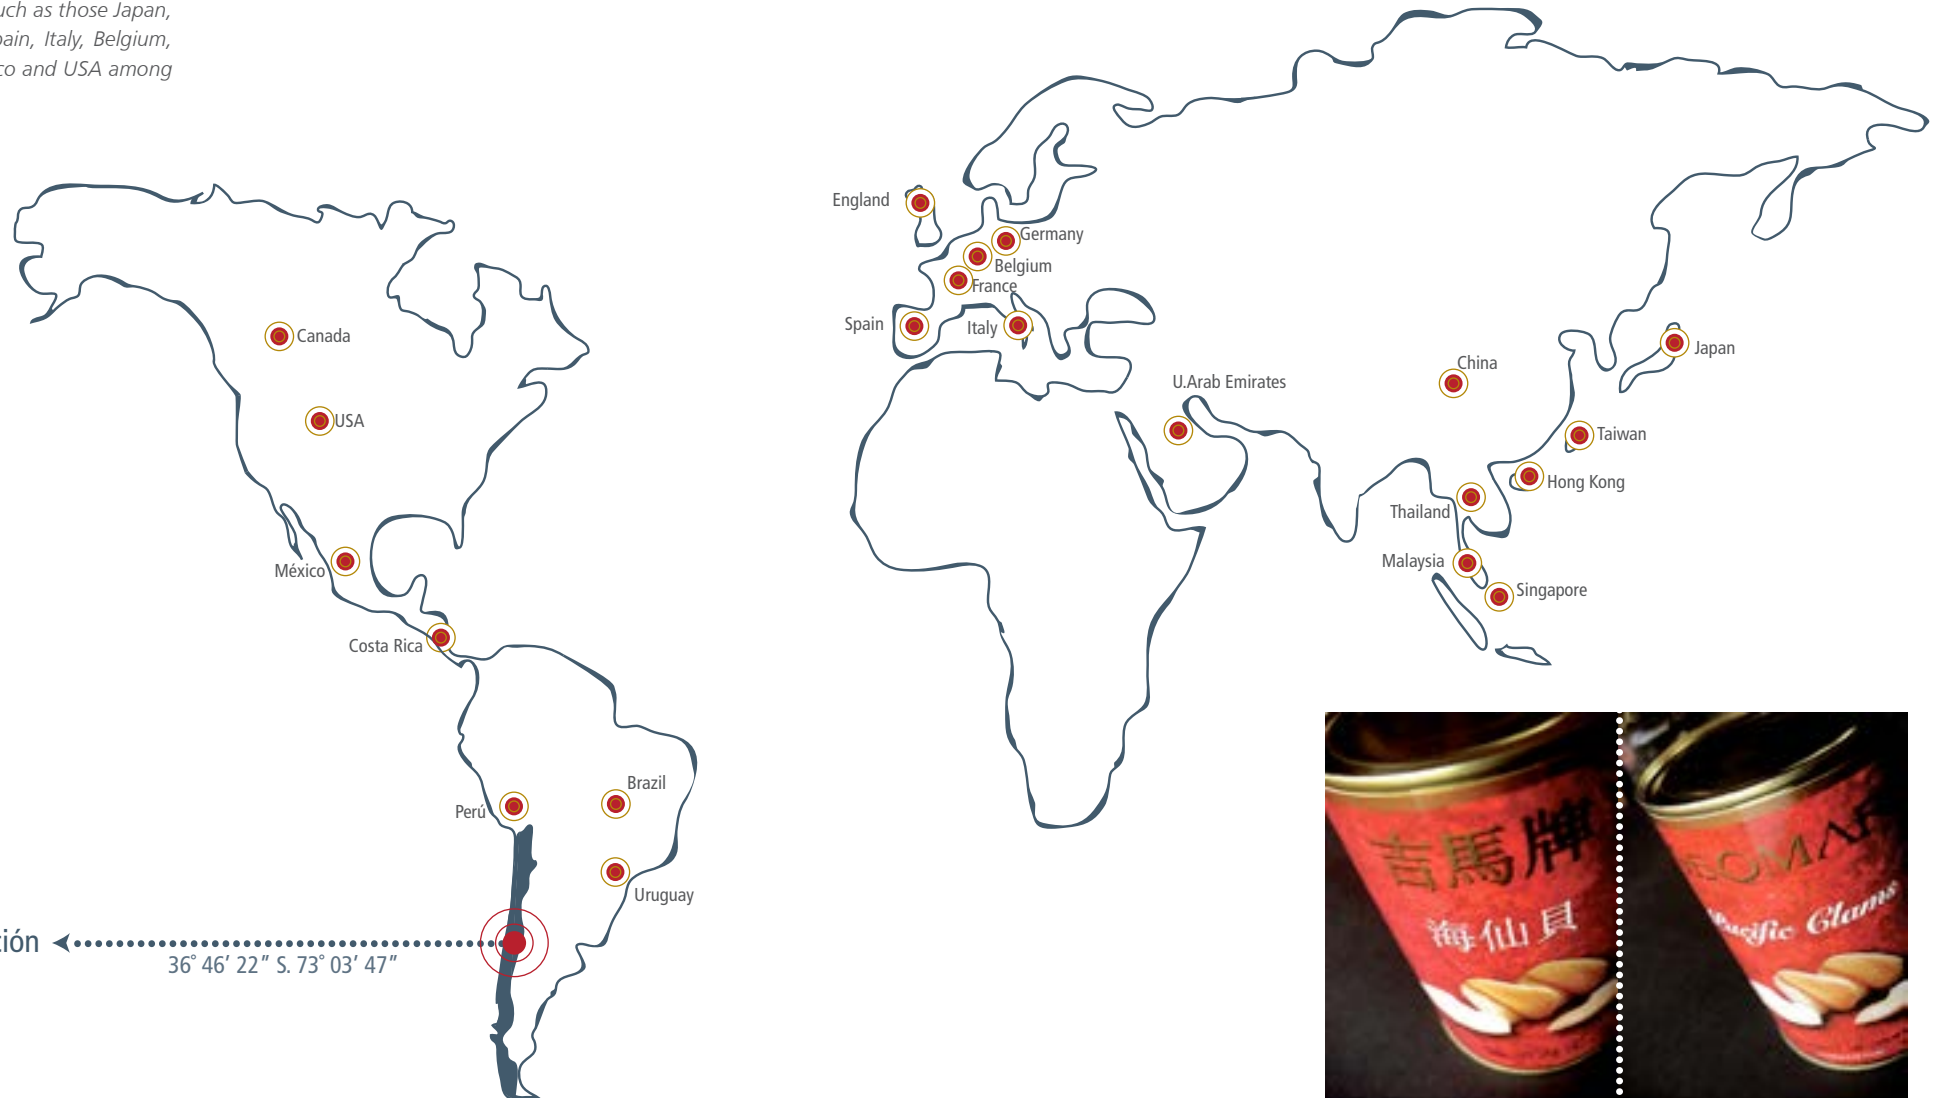 uch as those Japan,
pain, Italy, Belgium,
co and USA among
England
Germany
Belgium
France
Spain
Italy
Canada
USA
México
Costa Rica
U.Arab Emirates
China
Japan
Taiwan
Hong Kong
Thailand
Malaysia
Singapore
Perú
Brazil
Uruguay
ción
36° 46’ 22” S. 73° 03’ 47”
吉馬牌
海仙貝
EOMAR
Pacific Clams